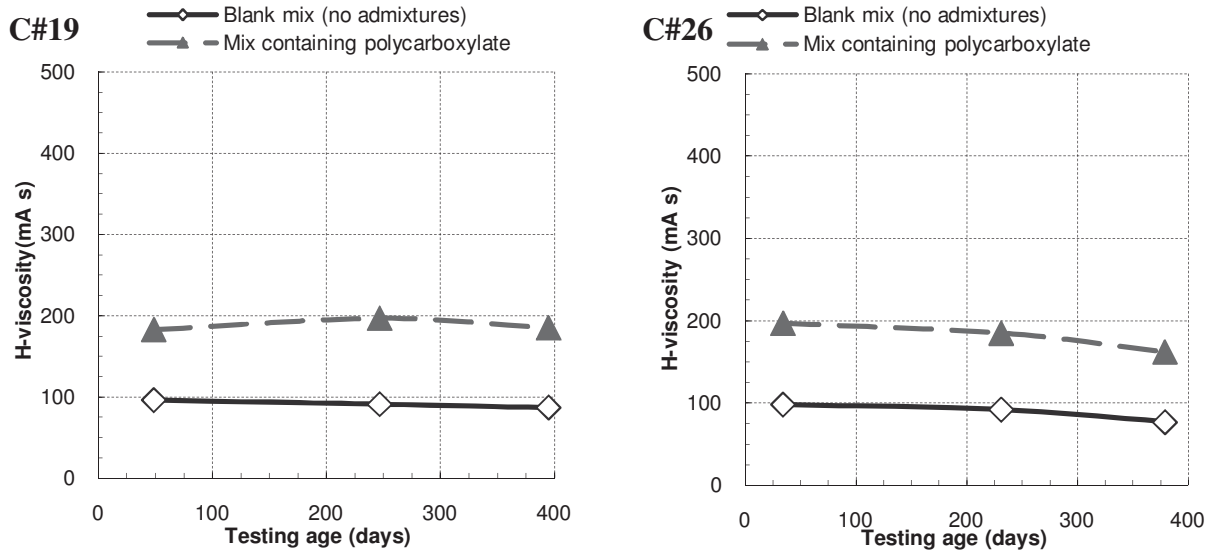 C#19
Blank mix (no admixtures)
Mix containing polycarboxylate
500
400
300
200
100
0
H-viscosity(mA s)
0 100 200 300 400
Testing age (days)
C#26
Blank mix (no admixtures)
Mix containing polycarboxylate
500
400
300
200
100
0
H-viscosity (mA s)
0 100 200 300 400
Testing age (days)